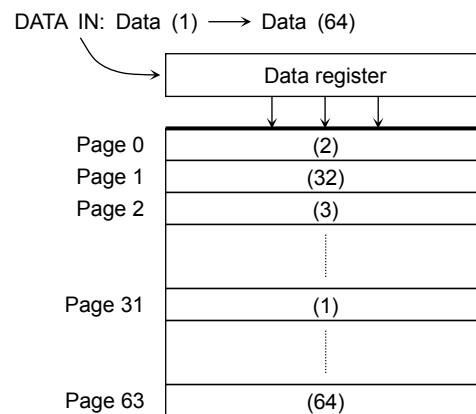 DATA IN: Data (1) ⟶ Data (64)
Data register
Page 0 (2)
Page 1 (32)
Page 2 (3)
Page 31 (1)
Page 63 (64)